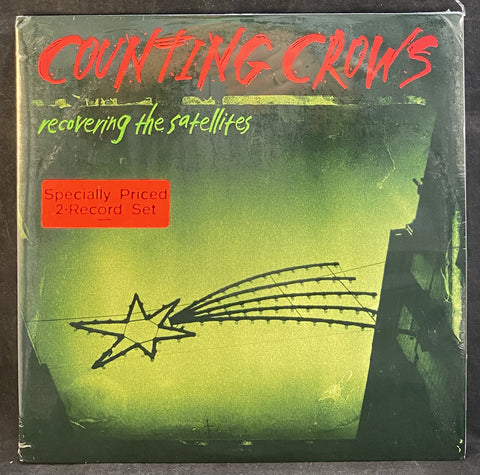 COUNTING CROWS
recovering the satellites
Specially Priced
2-Record Set